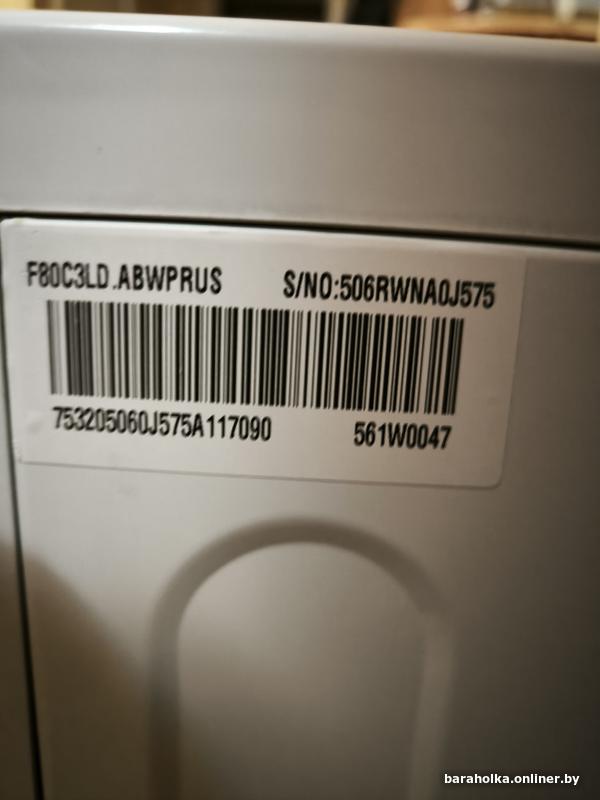 F80C3LD.ABWPRUS S/NO:506RWNA0J575
753205060J575A117090 561W0047
baraholka.onliner.by